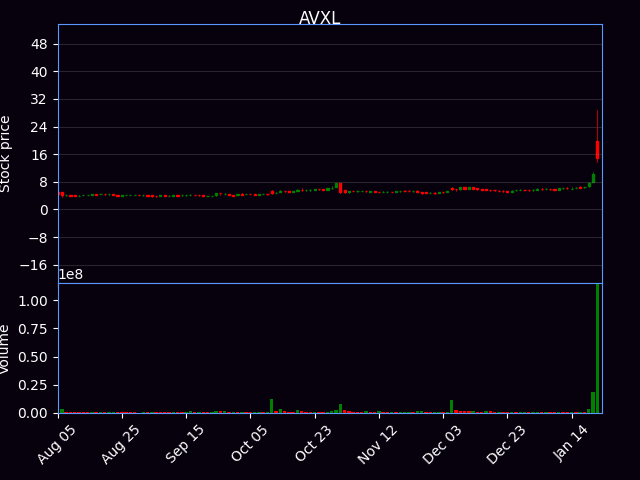 AVXL
48
40
32
24
16
8
0
−8
−16
Stock price
1e8
1.00
0.75
0.50
0.25
0.00
Volume
Aug 05
Aug 25
Sep 15
Oct 05
Oct 23
Nov 12
Dec 03
Dec 23
Jan 14